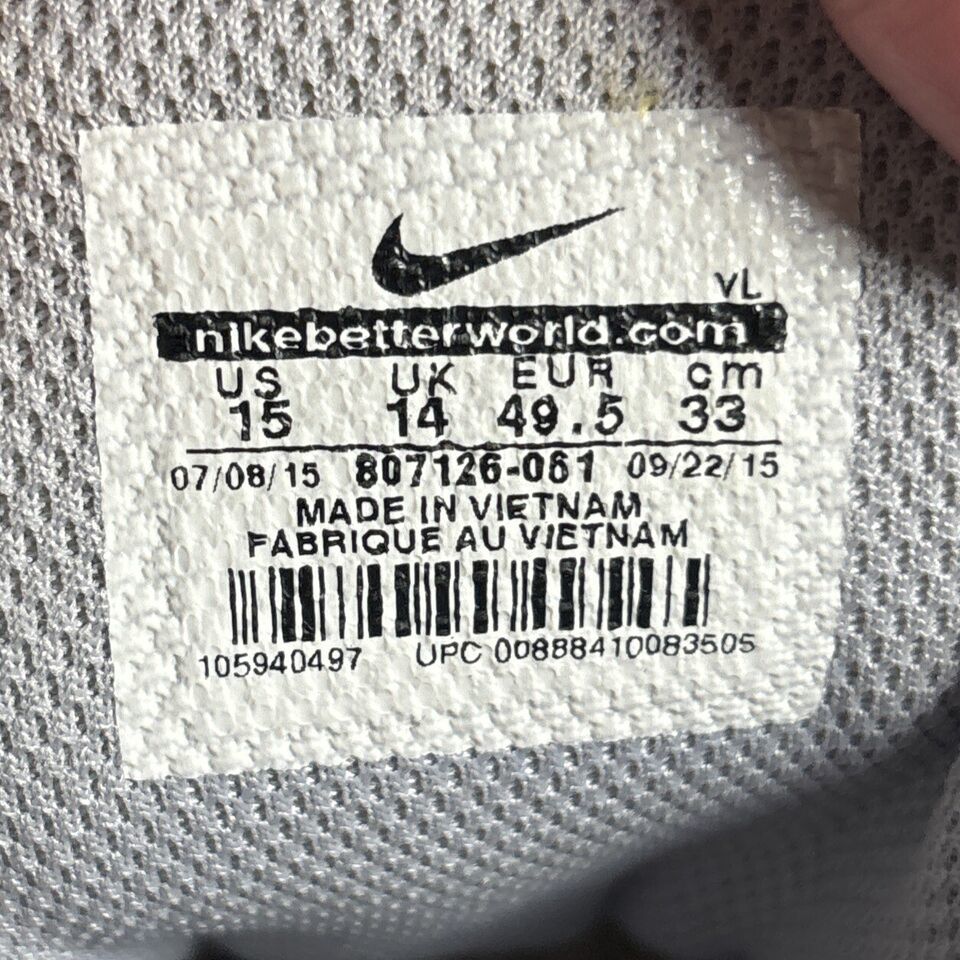 VL
nikebetterworld.com
US UK EUR cm
15 14 49.5 33
07/08/15 807126-061 09/22/15
MADE IN VIETNAM
FABRIQUE AU VIETNAM
105940497 UPC 00888410083505